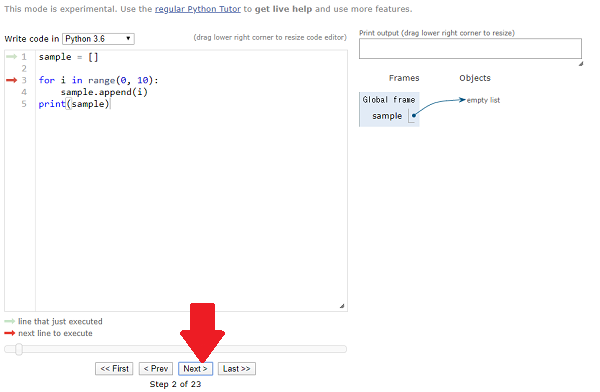 This mode is experimental. Use the regular Python Tutor to get live help and use more features.
Write code in Python 3.6
(drag lower right corner to resize code editor)
1 sample = []
2
3 for i in range(0, 10):
4     sample.append(i)
5 print(sample)
line that just executed
next line to execute
<< First < Prev Next > Last >>
Step 2 of 23
Print output (drag lower right corner to resize)
Frames Objects
Global frame
sample
empty list